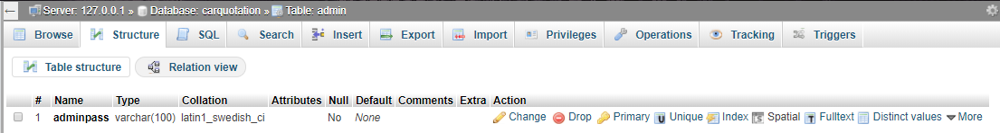 Server: 127.0.0.1 » Database: carquotation » Table: admin
Browse Structure SQL Search Insert Export Import Privileges Operations Tracking Triggers
Table structure Relation view
# Name Type Collation Attributes Null Default Comments Extra Action
1 adminpass varchar(100) latin1_swedish_ci No None Change Drop Primary Unique Index Spatial Fulltext Distinct values More